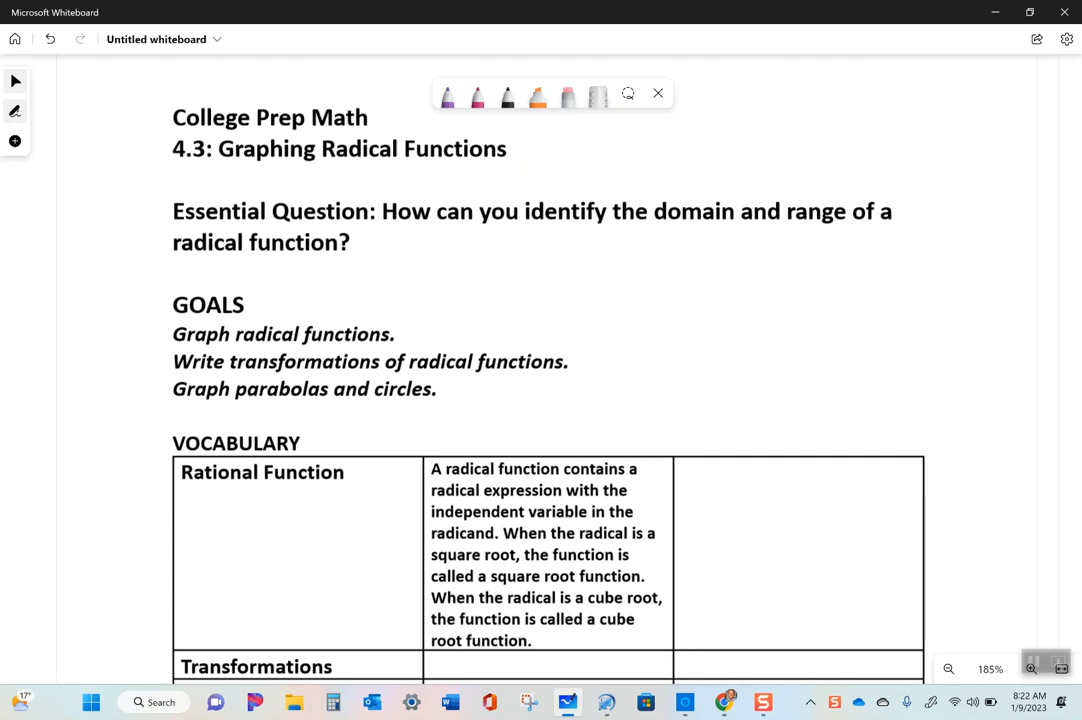 Microsoft Whiteboard
Untitled whiteboard
College Prep Math
4.3: Graphing Radical Functions
Essential Question: How can you identify the domain and range of a
radical function?
GOALS
Graph radical functions.
Write transformations of radical functions.
Graph parabolas and circles.
VOCABULARY
Rational Function
A radical function contains a
radical expression with the
independent variable in the
radicand. When the radical is a
square root, the function is
called a square root function.
When the radical is a cube root,
the function is called a cube
root function.
Transformations
185%
17°
Search
8:22 AM
1/9/2023